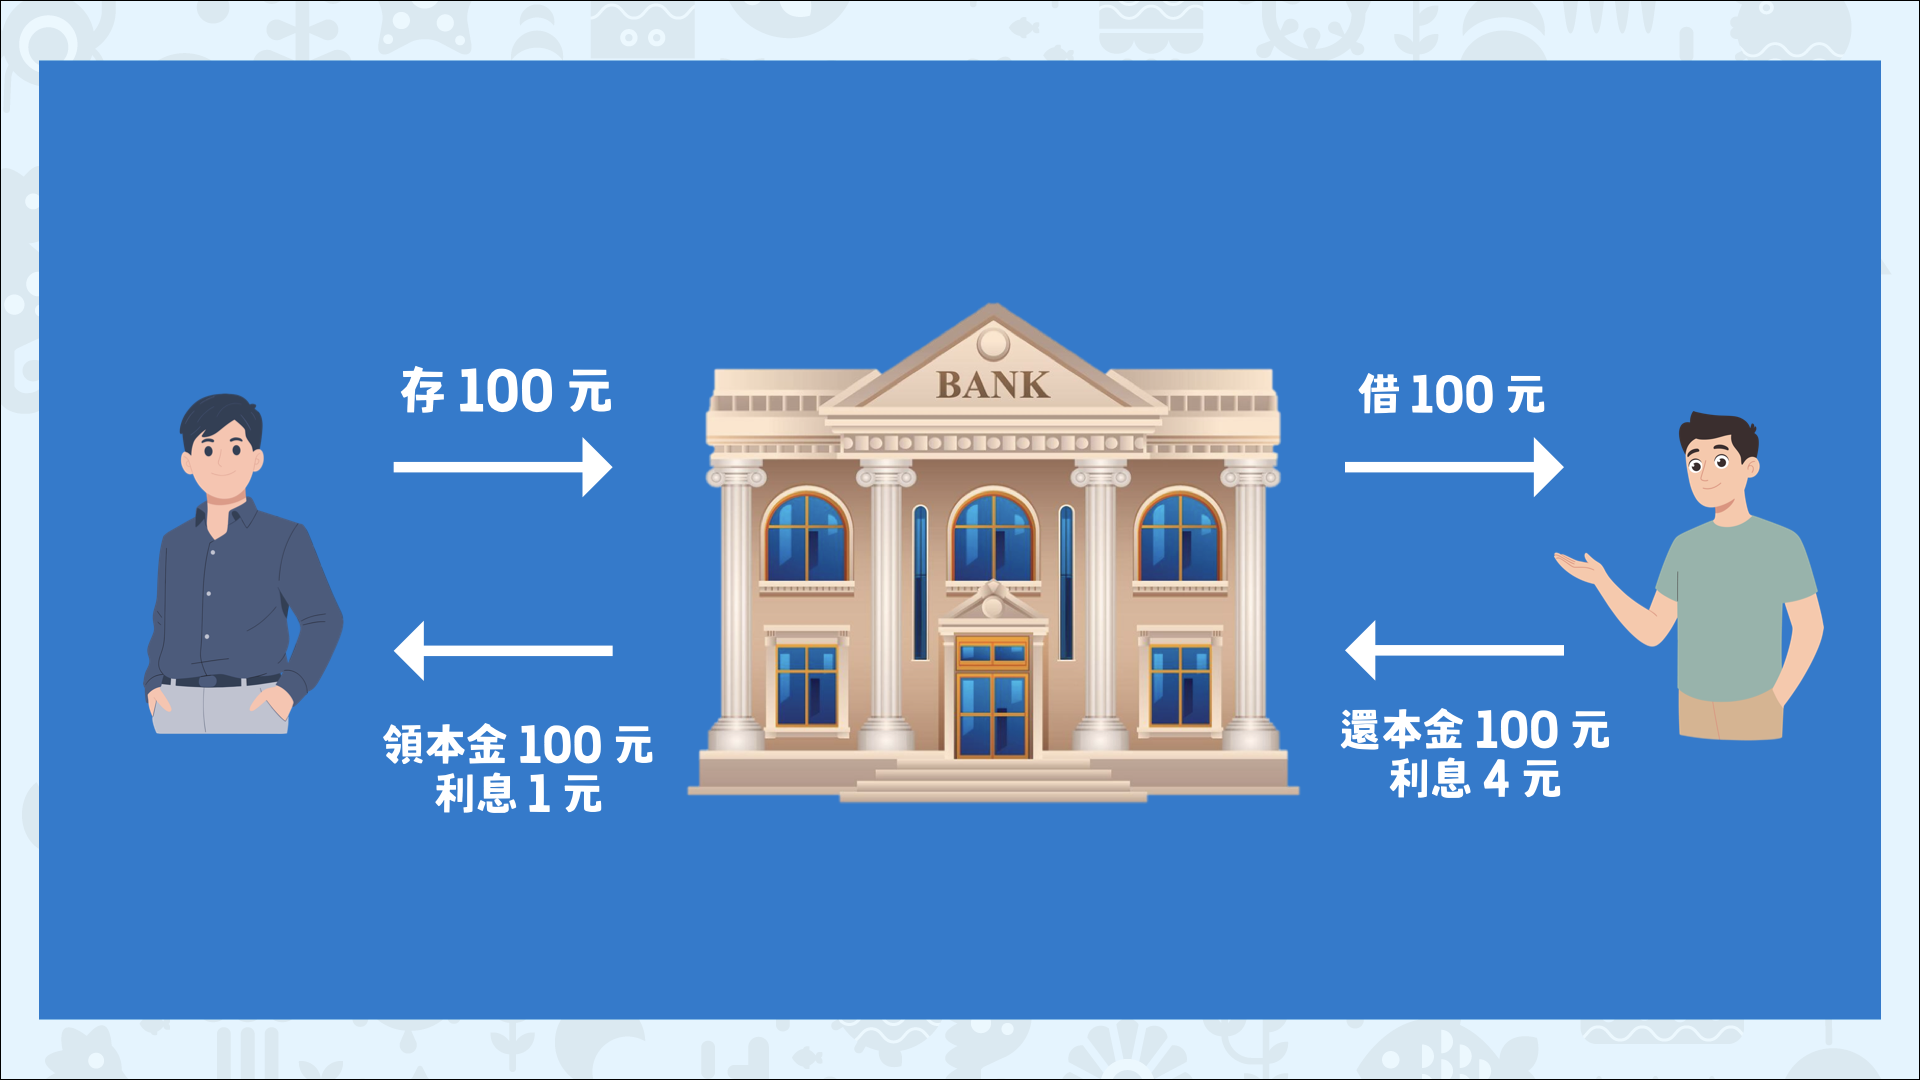 存 100 元
BANK
借 100 元
領本金 100 元
利息 1 元
還本金 100 元
利息 4 元